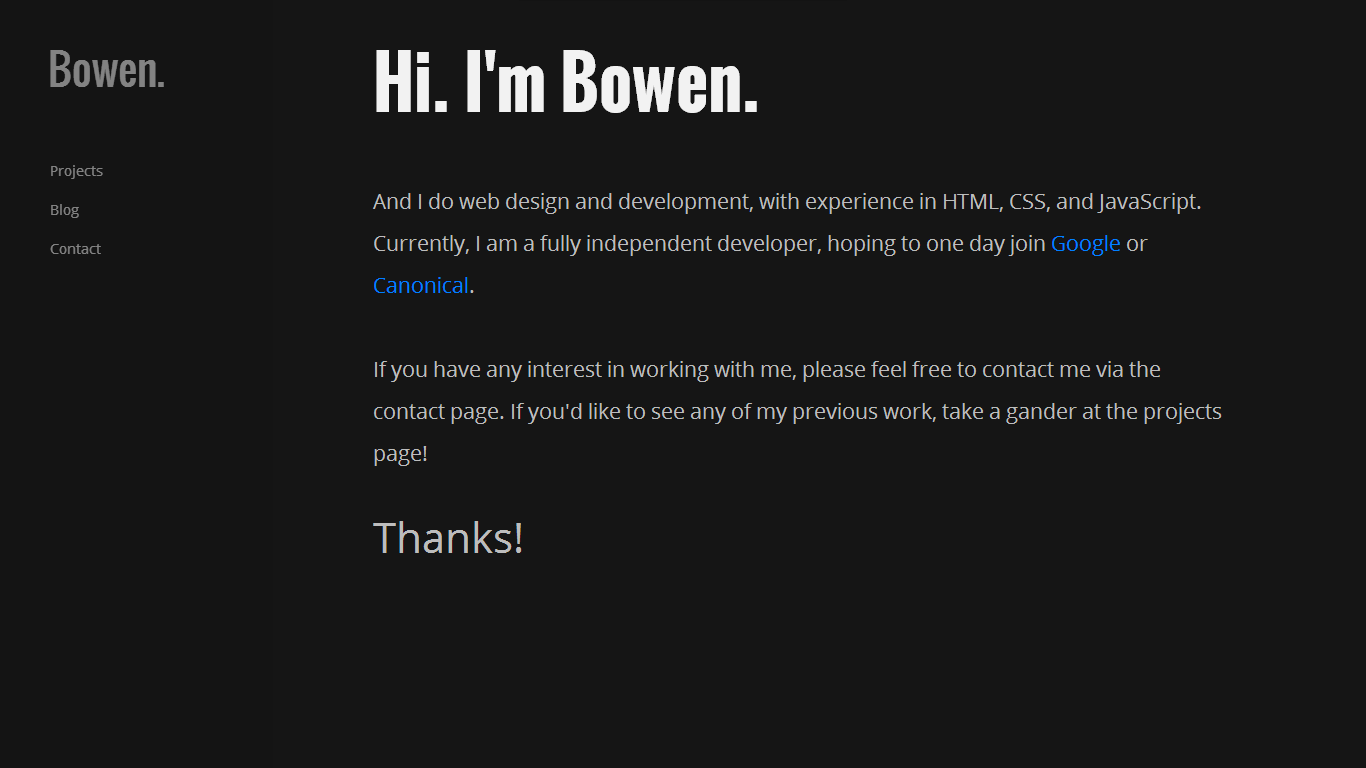 Bowen.
Projects
Blog
Contact
Hi. I'm Bowen.
And I do web design and development, with experience in HTML, CSS, and JavaScript.
Currently, I am a fully independent developer, hoping to one day join Google or
Canonical.
If you have any interest in working with me, please feel free to contact me via the
contact page. If you'd like to see any of my previous work, take a gander at the projects
page!
Thanks!